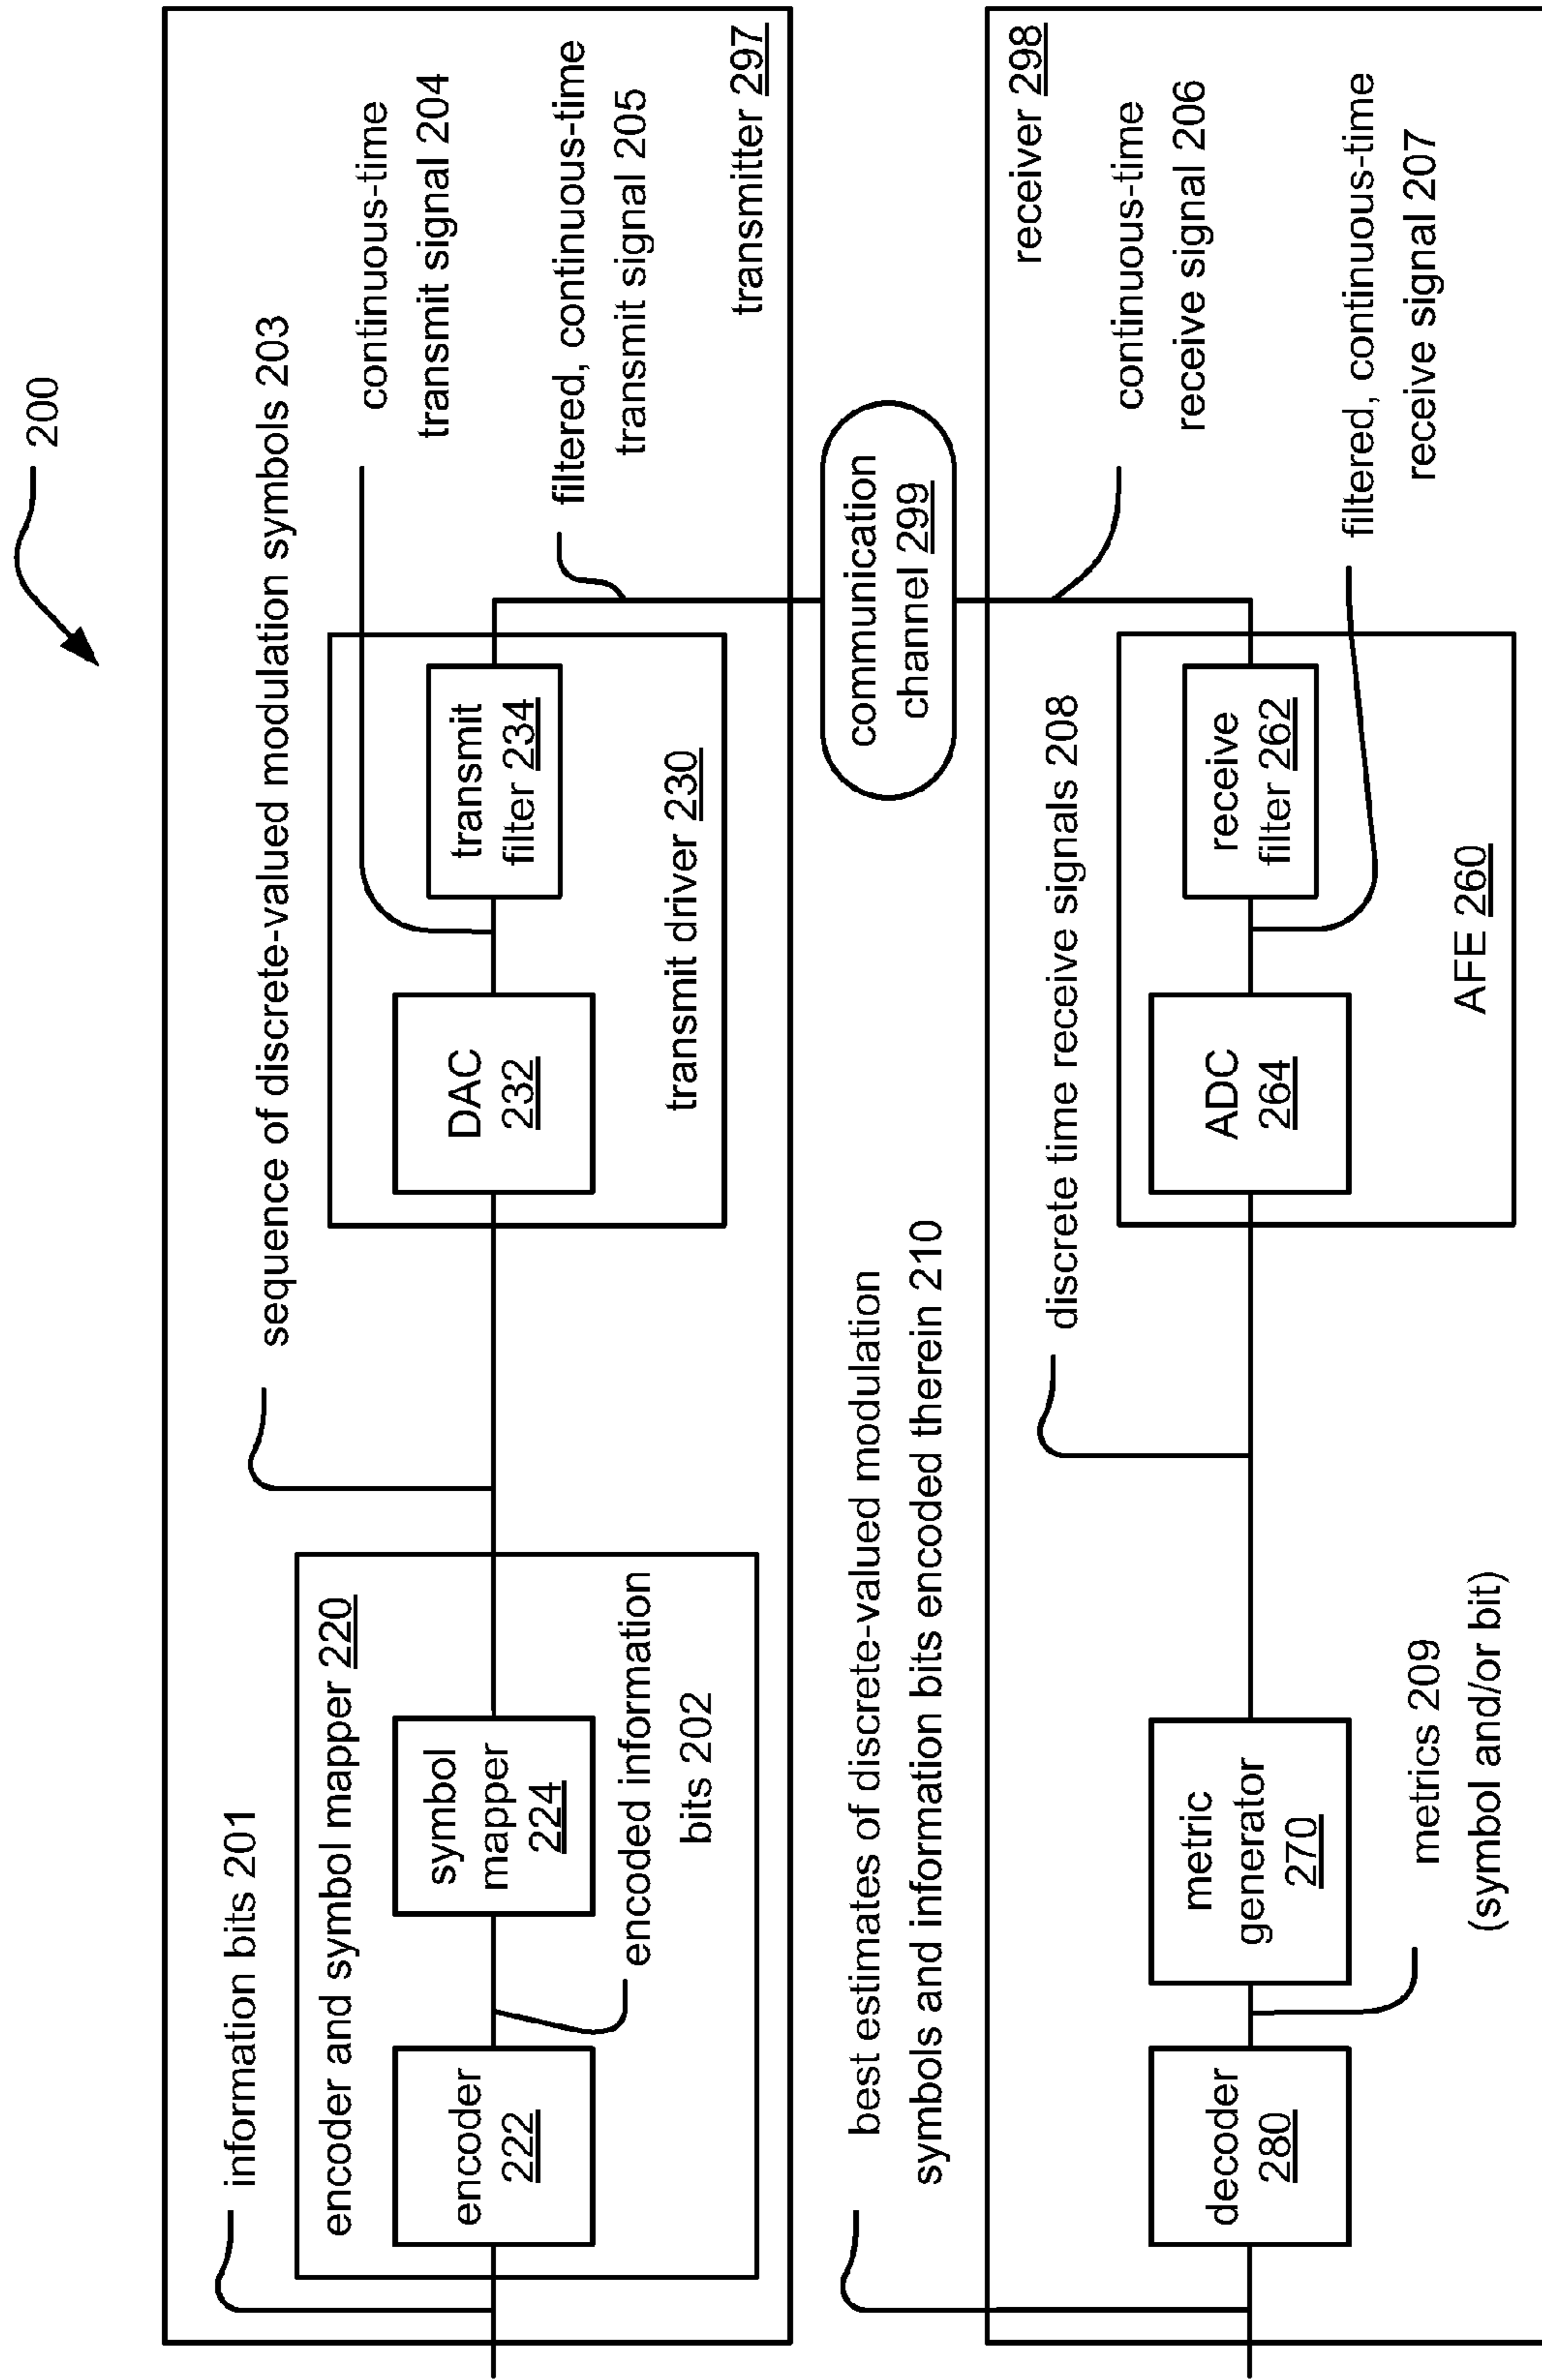 200
information bits 201
sequence of discrete-valued modulation symbols 203
continuous-time
transmit signal 204
encoder and symbol mapper 220
encoder
222
symbol
mapper
224
encoded information
bits 202
DAC
232
transmit
filter 234
transmit driver 230
filtered, continuous-time
transmit signal 205
transmitter 297
communication
channel 299
best estimates of discrete-valued modulation
symbols and information bits encoded therein 210
receiver 298
discrete time receive signals 208
continuous-time
receive signal 206
decoder
280
metric
generator
270
metrics 209
(symbol and/or bit)
ADC
264
receive
filter 262
AFE 260
filtered, continuous-time
receive signal 207